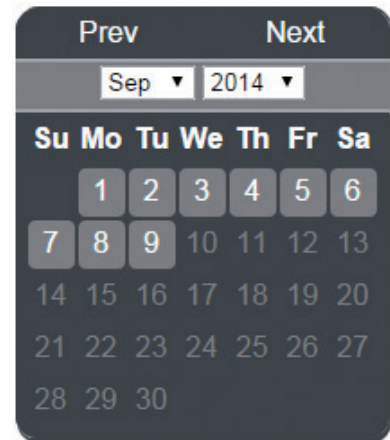 Prev Next
Sep 2014
Su Mo Tu We Th Fr Sa
1 2 3 4 5 6
7 8 9 10 11 12 13
14 15 16 17 18 19 20
21 22 23 24 25 26 27
28 29 30